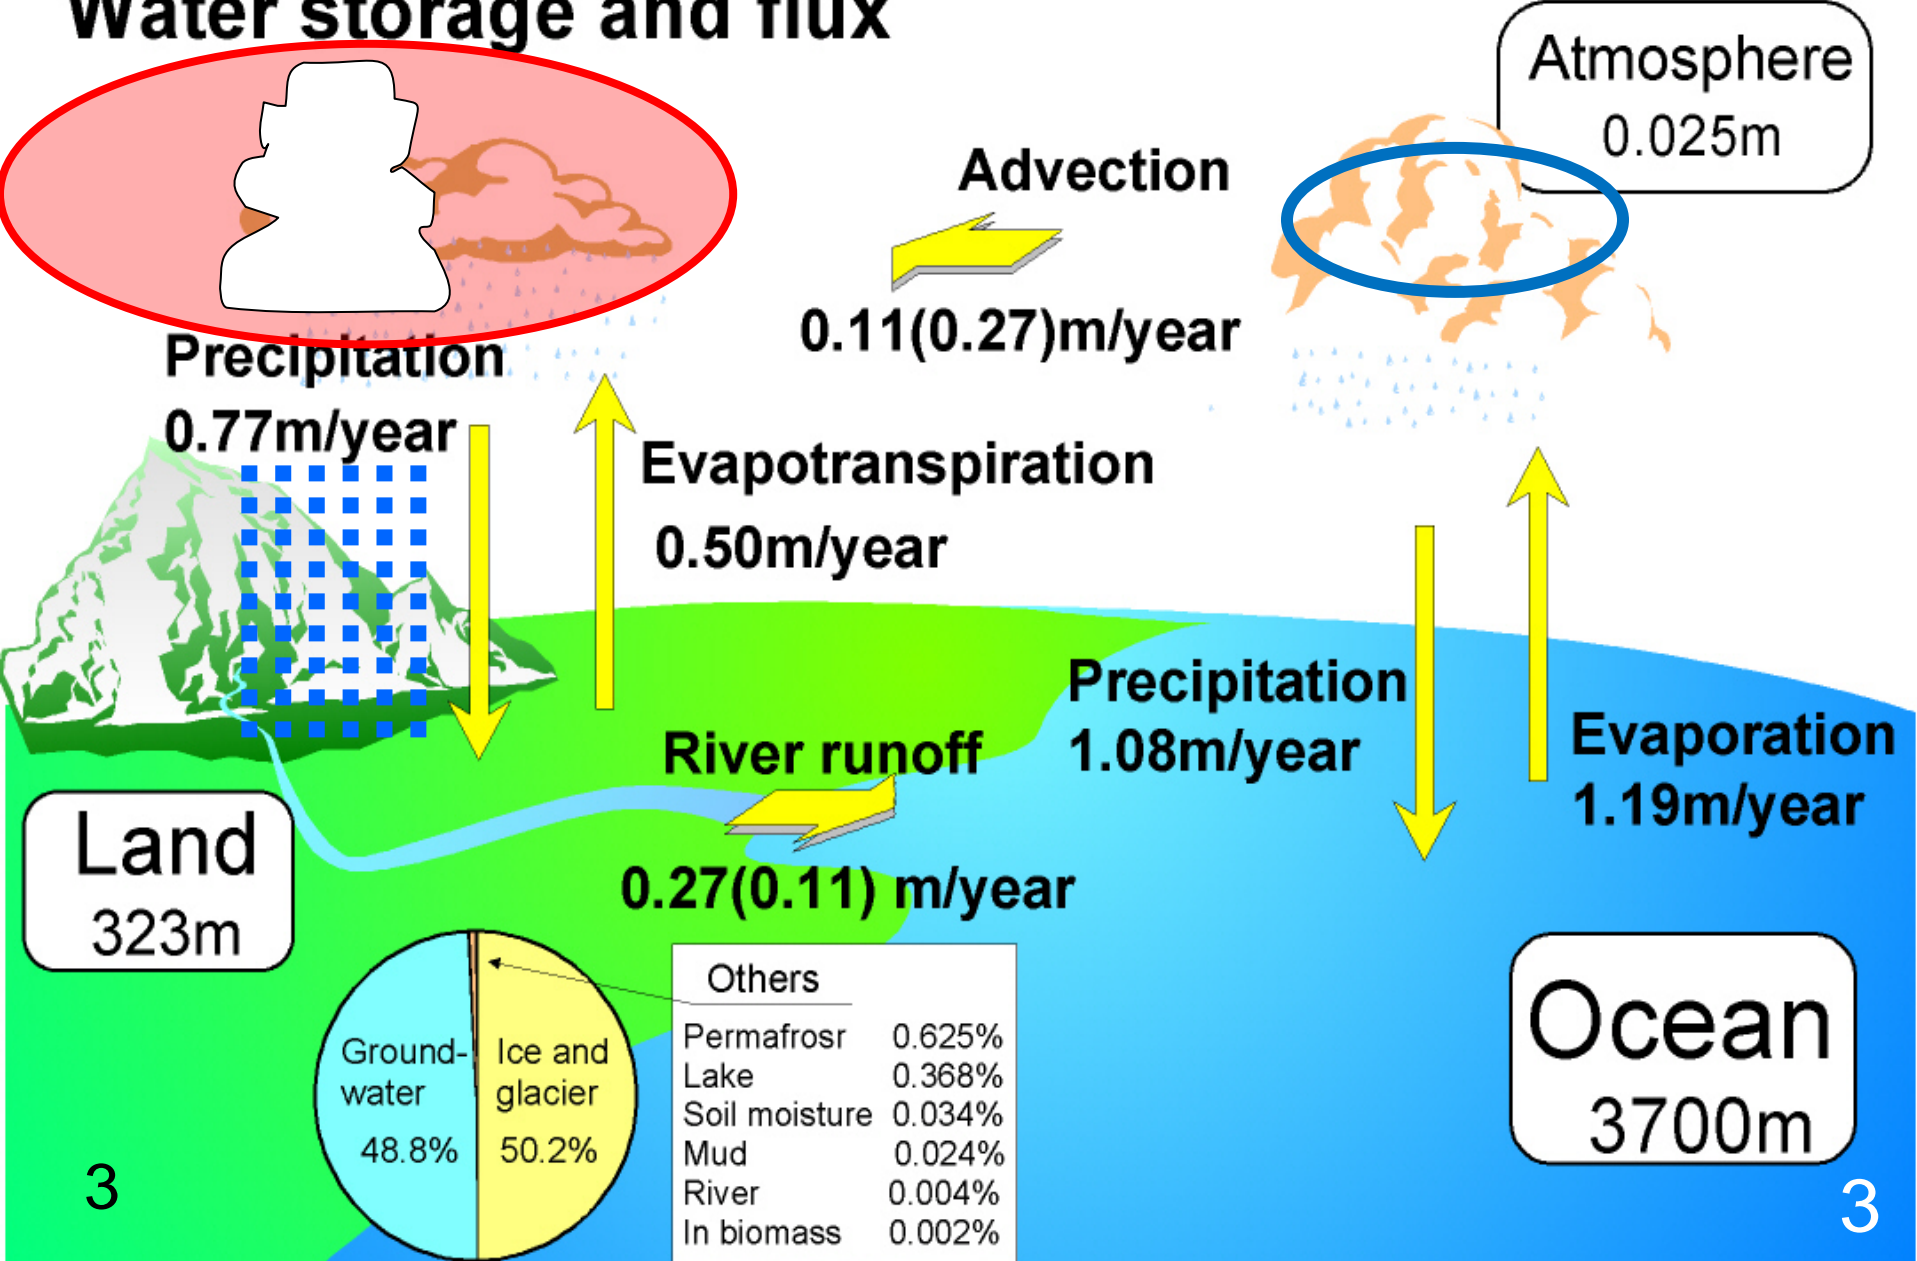 Water storage and flux
Atmosphere
0.025m
Advection
0.11(0.27)m/year
Precipitation
0.77m/year
Evapotranspiration
0.50m/year
Precipitation
1.08m/year
Evaporation
1.19m/year
River runoff
0.27(0.11) m/year
Land
323m
Ground-
water
48.8%
Ice and
glacier
50.2%
Others
Permafrosr 0.625%
Lake 0.368%
Soil moisture 0.034%
Mud 0.024%
River 0.004%
In biomass 0.002%
Ocean
3700m
3
3